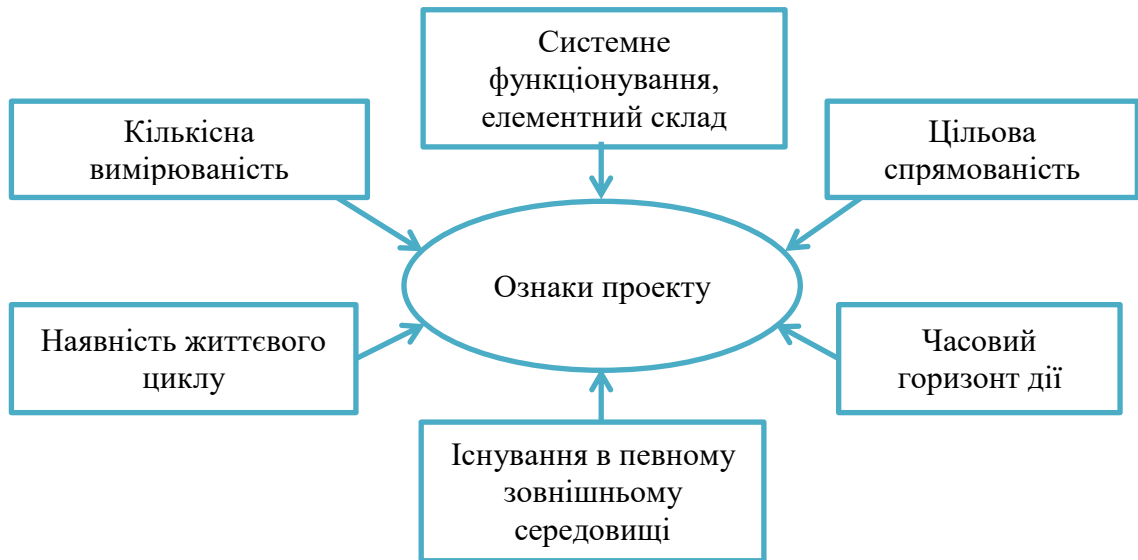 Системне
функціонування,
елементний склад
Кількісна
вимірюваність
Цільова
спрямованість
Ознаки проекту
Наявність життєвого
циклу
Часовий
горизонт дії
Існування в певному
зовнішньому
середовищі